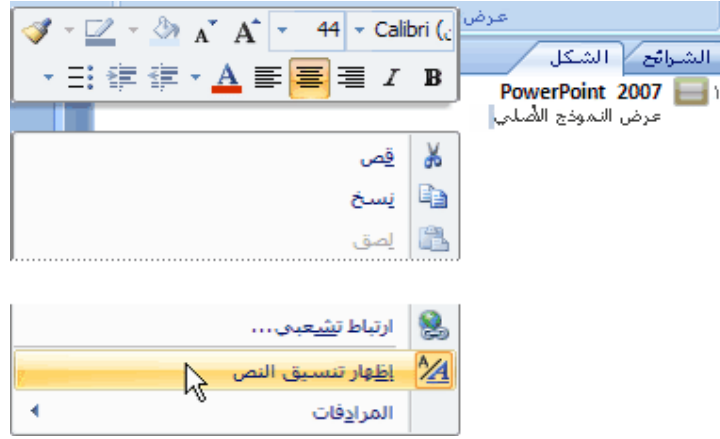 عرض
الشرائح الشكل
١ PowerPoint 2007
عرض النموذج الأصلي
Calibri (ن 44 A A
A I B
قص
نسخ
لصق
ارتباط تشعبي...
A/A إظهار تنسيق النص
المرادفات